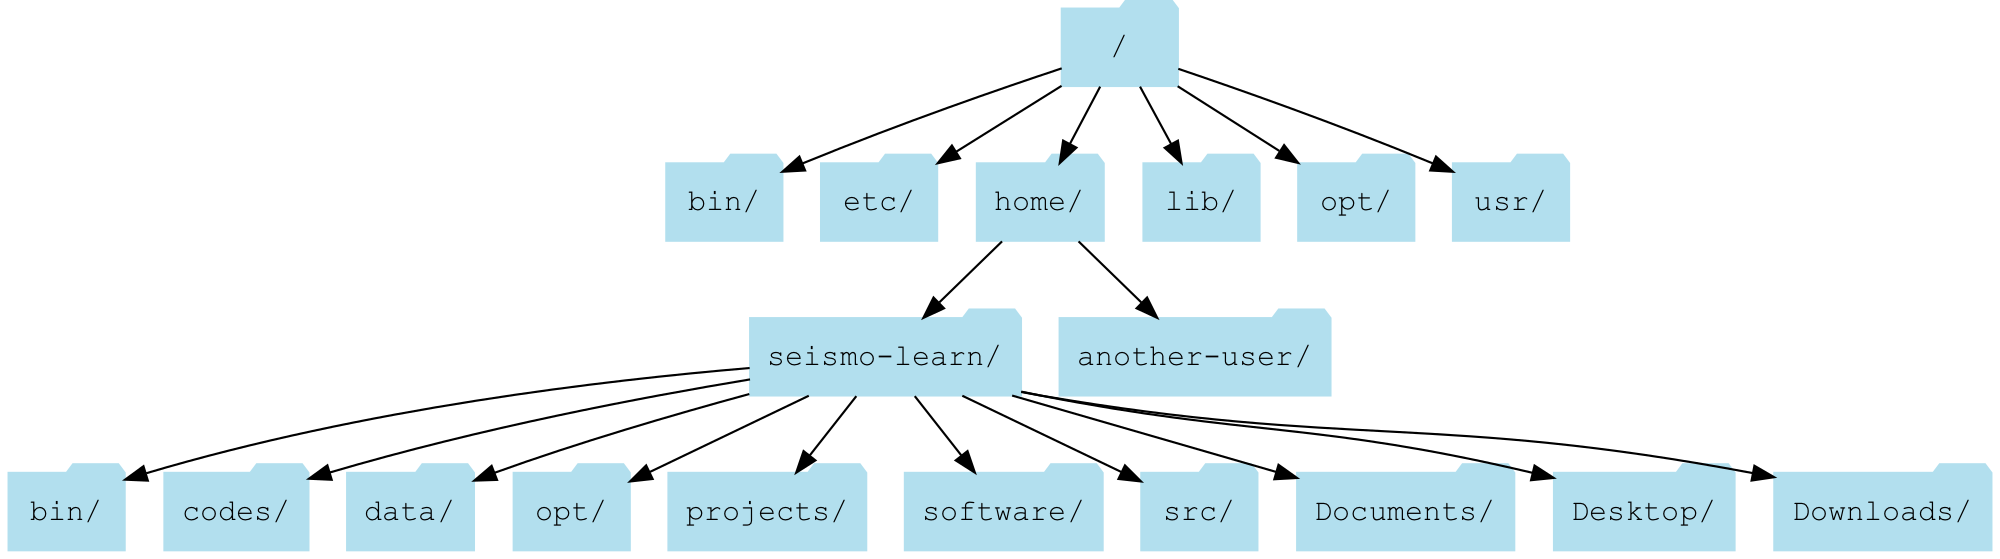 /
bin/ etc/ home/ lib/ opt/ usr/
seismo-learn/ another-user/
bin/ codes/ data/ opt/ projects/ software/ src/ Documents/ Desktop/ Downloads/